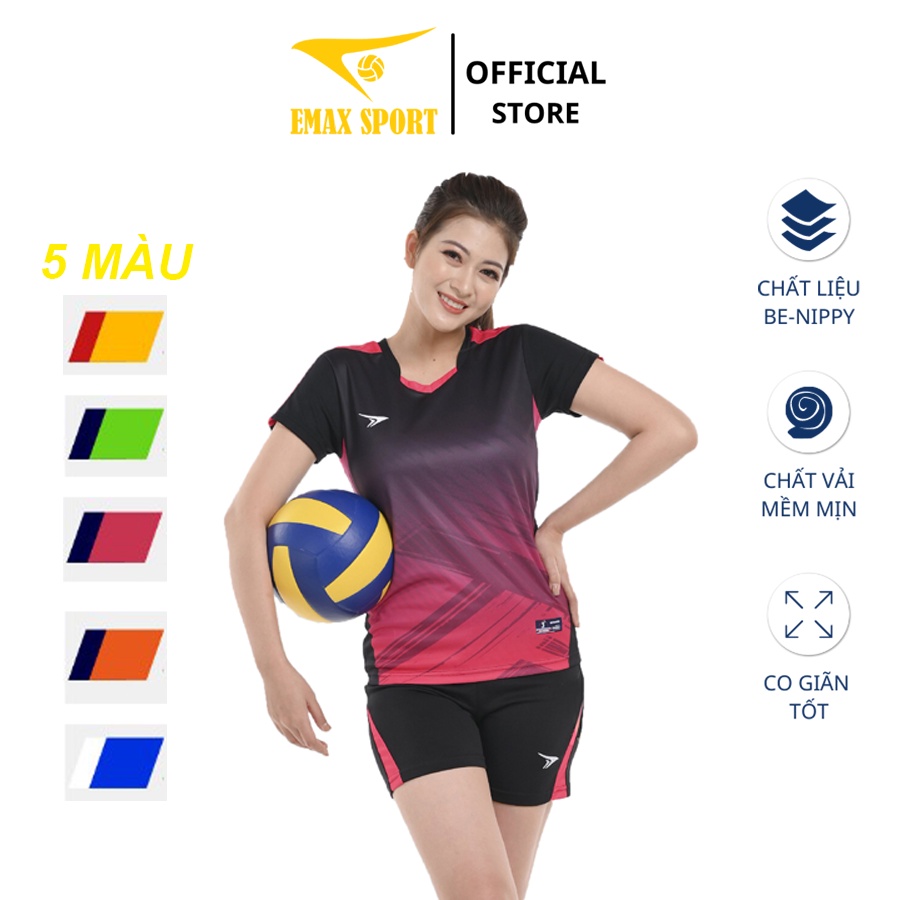 EMAX SPORT
OFFICIAL
STORE
5 MÀU
CHẤT LIỆU
BE-NIPPY
CHẤT VẢI
MỀM MỊN
CO GIÃN
TỐT